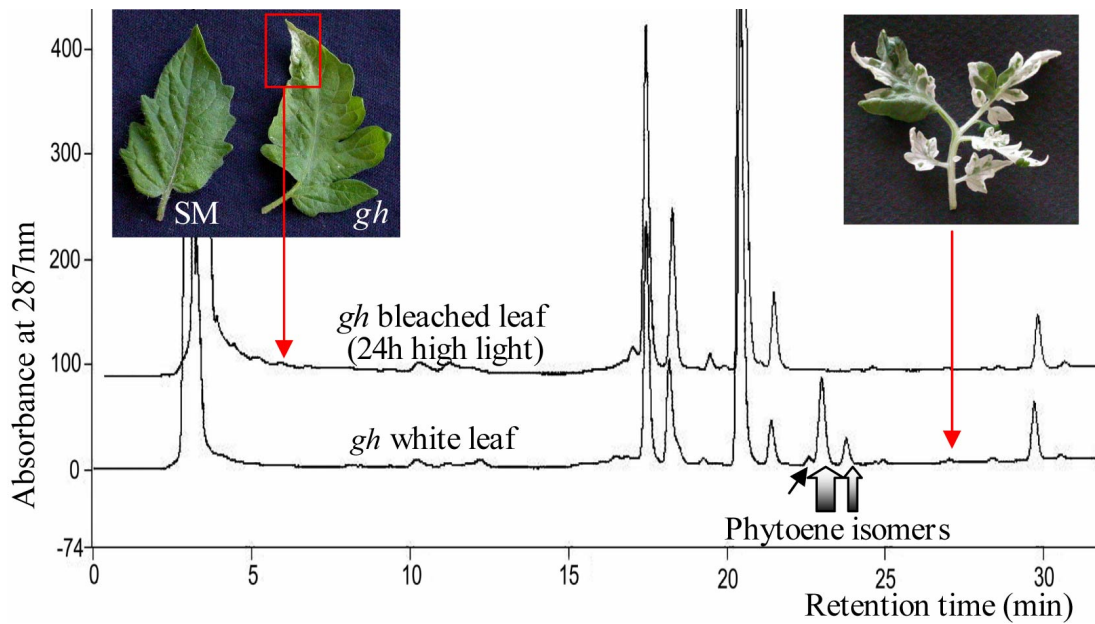 400
300
200
100
0
-74
Absorbance at 287nm
SM
gh
gh bleached leaf
(24h high light)
gh white leaf
Phytoene isomers
0 5 10 15 20 25 30
Retention time (min)